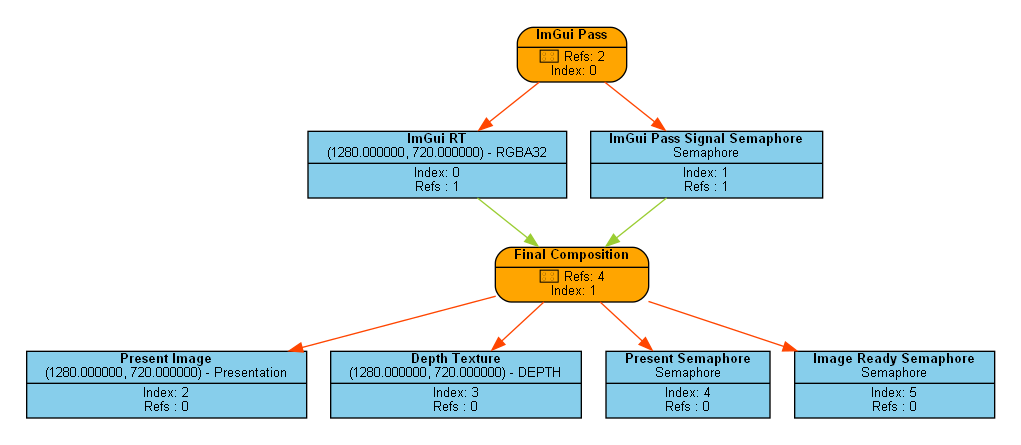 ImGui Pass
Refs: 2
Index: 0
ImGui RT
(1280.000000, 720.000000) - RGBA32
Index: 0
Refs : 1
ImGui Pass Signal Semaphore
Semaphore
Index: 1
Refs : 1
Final Composition
Refs: 4
Index: 1
Present Image
(1280.000000, 720.000000) - Presentation
Index: 2
Refs : 0
Depth Texture
(1280.000000, 720.000000) - DEPTH
Index: 3
Refs : 0
Present Semaphore
Semaphore
Index: 4
Refs : 0
Image Ready Semaphore
Semaphore
Index: 5
Refs : 0